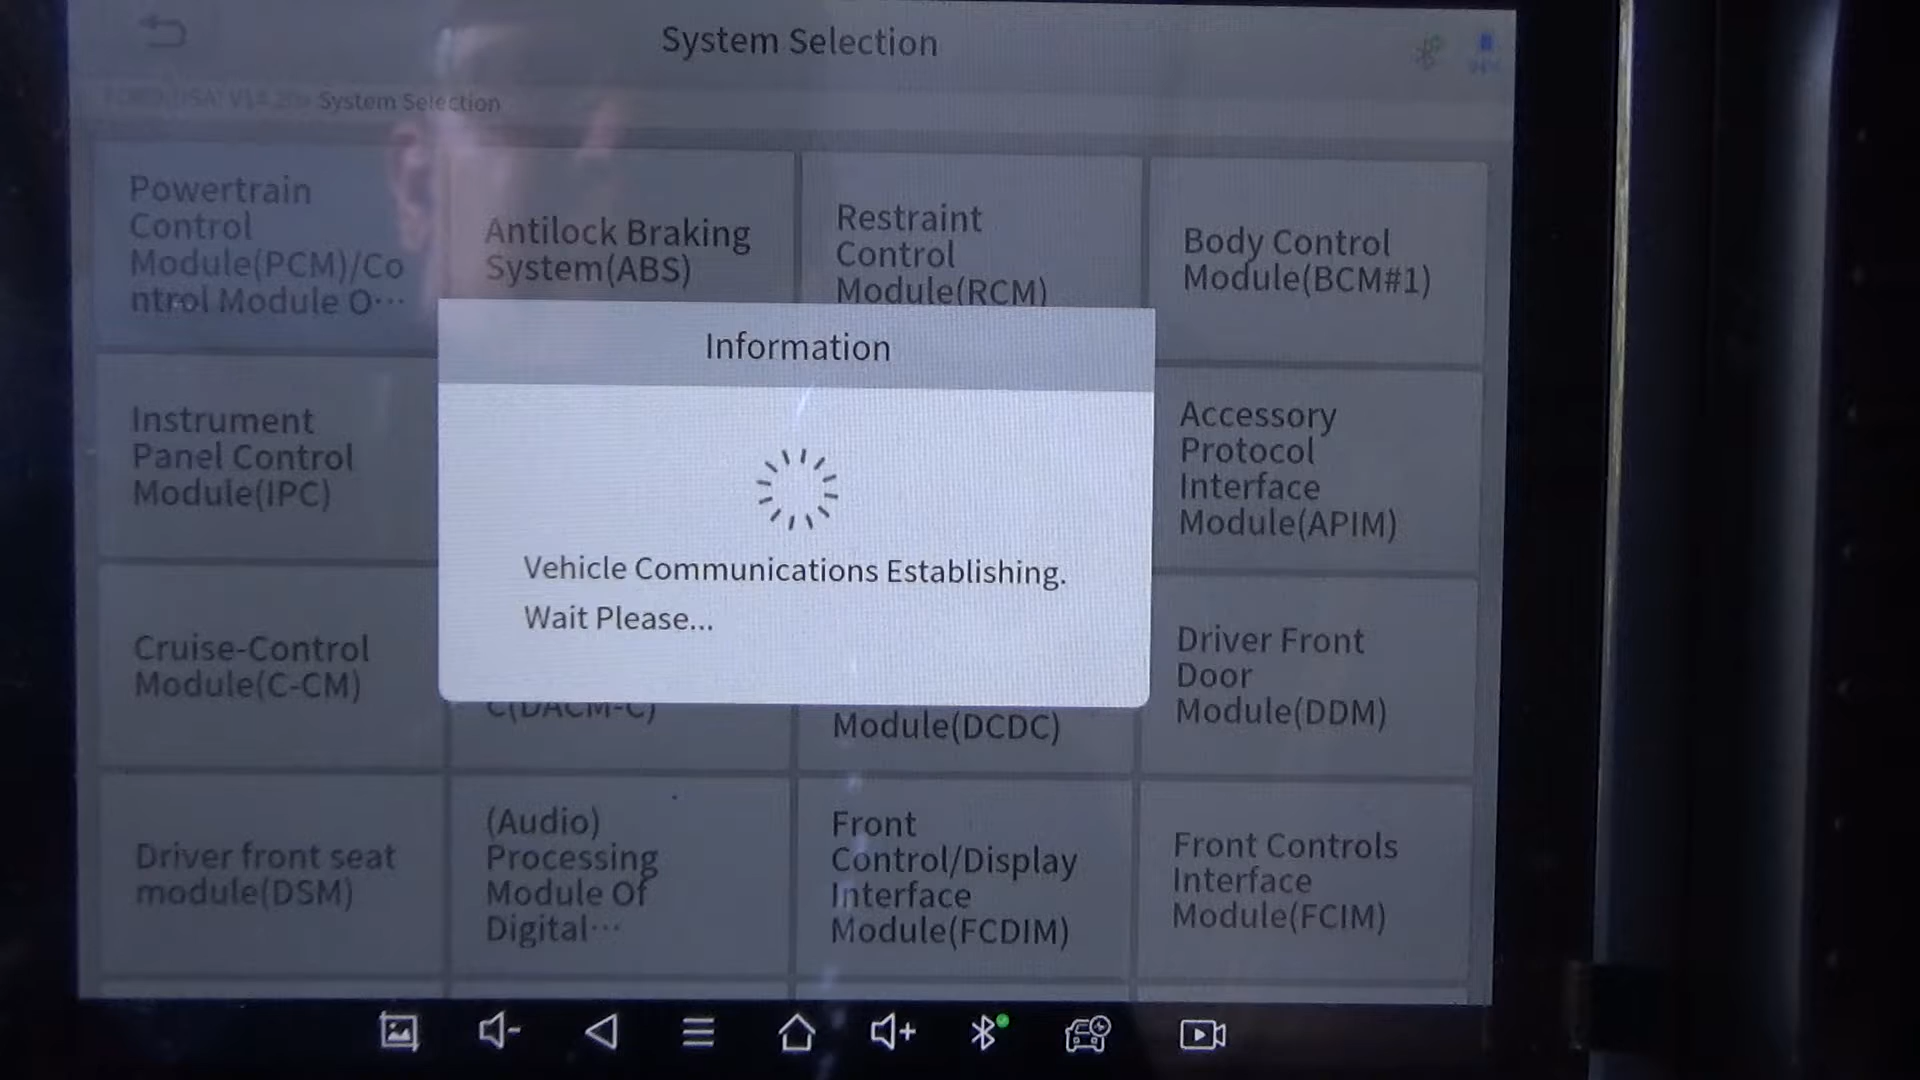 System Selection
System Selection
Powertrain
Control
Module(PCM)/Co
ntrol Module O···
Antilock Braking
System(ABS)
Restraint
Control
Module(RCM)
Body Control
Module(BCM#1)
Information
Vehicle Communications Establishing.
Wait Please...
Instrument
Panel Control
Module(IPC)
Accessory
Protocol
Interface
Module(APIM)
Cruise-Control
Module(C-CM)
C(DACM-C)
Module(DCDC)
Driver Front
Door
Module(DDM)
Driver front seat
module(DSM)
(Audio)
Processing
Module Of
Digital···
Front
Control/Display
Interface
Module(FCDIM)
Front Controls
Interface
Module(FCIM)